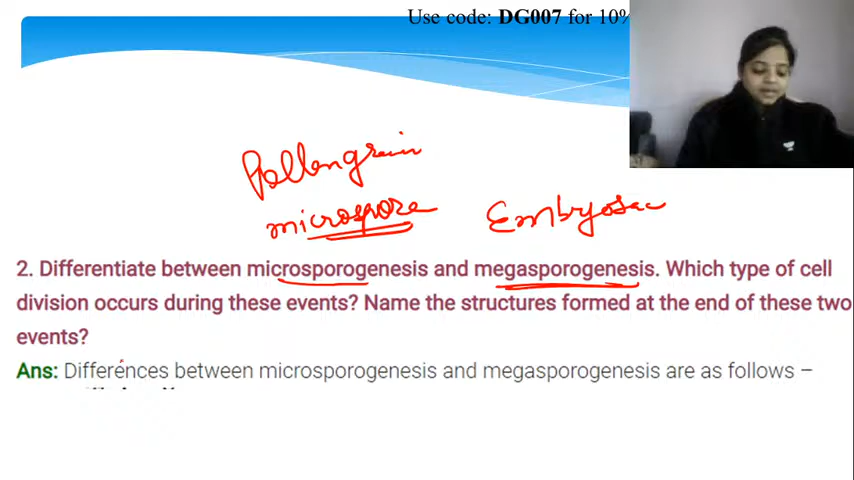 Use code: DG007 for 10%
Pollengrain
microspore
Embryosac
2. Differentiate between microsporogenesis and megasporogenesis. Which type of cell
division occurs during these events? Name the structures formed at the end of these two
events?
Ans: Differences between microsporogenesis and megasporogenesis are as follows –